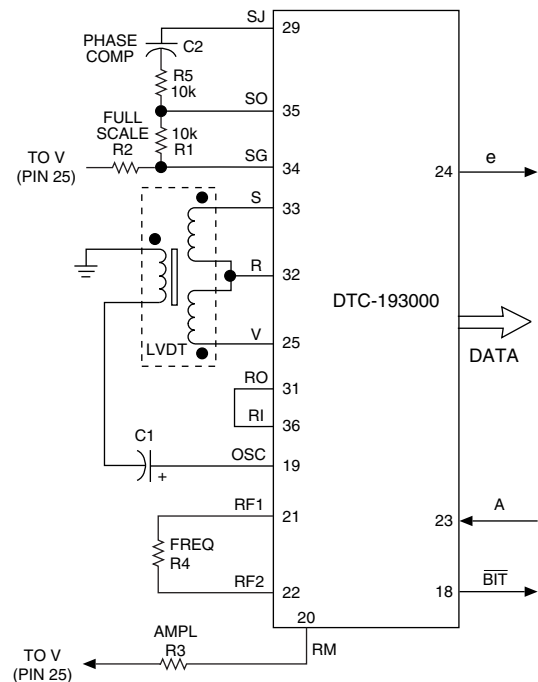 SJ
29
PHASE
COMP
C2
R5
10k
SO
35
FULL
SCALE
R2
10k
R1
TO V
(PIN 25)
SG
34
24
e
S
33
R
32
DTC-193000
DATA
V
25
LVDT
RO
31
RI
36
C1
+
OSC
19
RF1
21
A
23
FREQ
R4
RF2
22
18
BIT
20
RM
AMPL
R3
TO V
(PIN 25)